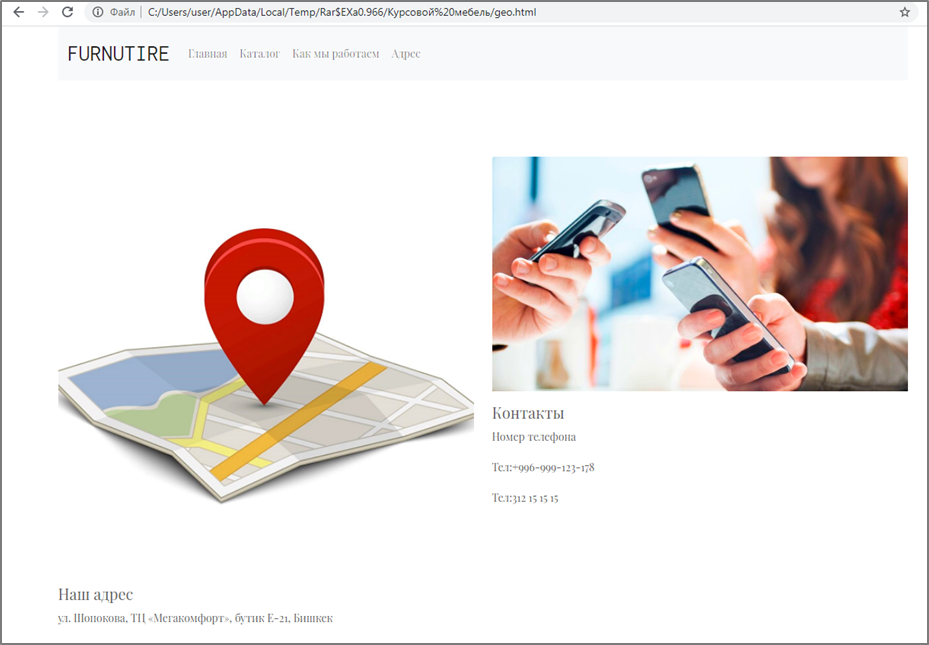 Файл C:/Users/user/AppData/Local/Temp/Rar$EXa0.966/Курсовой%20мебель/geo.html
FURNUTIRE Главная Каталог Как мы работаем Адрес
Контакты
Номер телефона
Тел:+996-999-123-178
Тел:312 15 15 15
Наш адрес
ул. Шопокова, ТЦ «Мегакомфорт», бутик Е-21, Бишкек